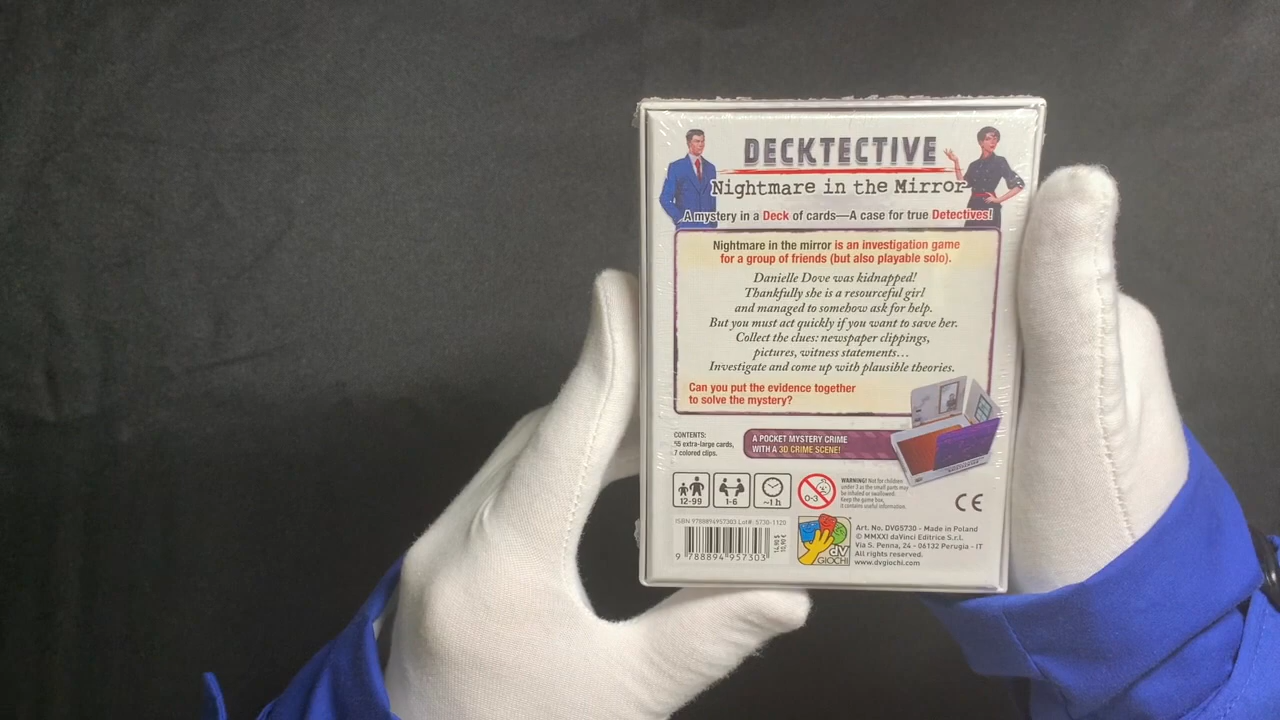 DECKTECTIVE
Nightmare in the Mirror
A mystery in a Deck of cards—A case for true Detectives!
Nightmare in the mirror is an investigation game
for a group of friends (but also playable solo).
Danielle Dove was kidnapped!
Thankfully she is a resourceful girl
and managed to somehow ask for help.
But you must act quickly if you want to save her.
Collect the clues: newspaper clippings,
pictures, witness statements...
Investigate and come up with plausible theories.
Can you put the evidence together
to solve the mystery?
CONTENTS:
55 extra-large cards,
7 colored clips.
A POCKET MYSTERY CRIME
WITH A 3D CRIME SCENE!
12-99
1-6
~1 h
0-3
WARNING! Not for children
under 3 as the small parts may
be inhaled or swallowed.
Keep the game box,
it contains useful information.
CE
ISBN 9788894957303 Lot#: 5730-1120
9 788894 957303
14,90 $
10,90 €
dV
GIOCHI
Art. No. DVG5730 - Made in Poland
© MMXXI daVinci Editrice S.r.l.
Via S. Penna, 24 - 06132 Perugia - IT
All rights reserved.
www.dvgiochi.com